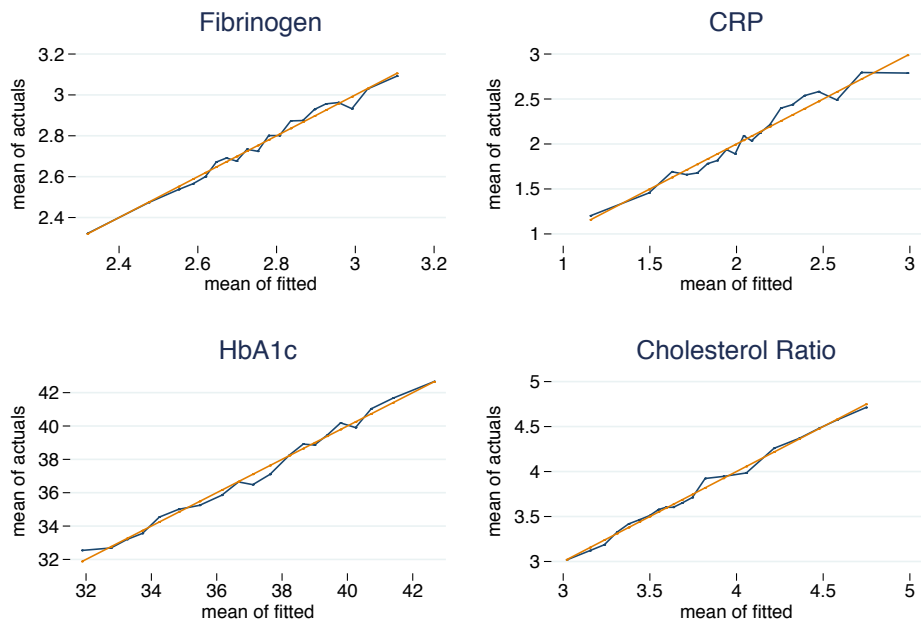 Fibrinogen
mean of actuals
3.2
3
2.8
2.6
2.4
2.4 2.6 2.8 3 3.2
mean of fitted
CRP
mean of actuals
3
2.5
2
1.5
1
1 1.5 2 2.5 3
mean of fitted
HbA1c
mean of actuals
42
40
38
36
34
32
32 34 36 38 40 42
mean of fitted
Cholesterol Ratio
mean of actuals
5
4.5
4
3.5
3
3 3.5 4 4.5 5
mean of fitted